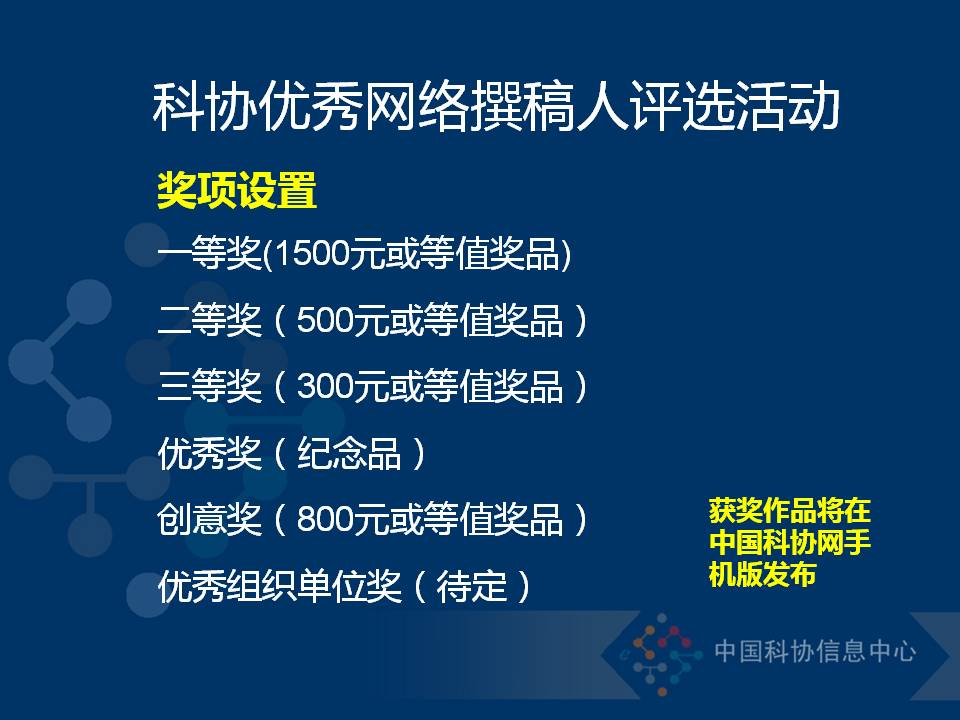 科协优秀网络撰稿人评选活动
奖项设置
一等奖(1500元或等值奖品)
二等奖（500元或等值奖品）
三等奖（300元或等值奖品）
优秀奖（纪念品）
创意奖（800元或等值奖品）
优秀组织单位奖（待定）
获奖作品将在
中国科协网手
机版发布
中国科协信息中心